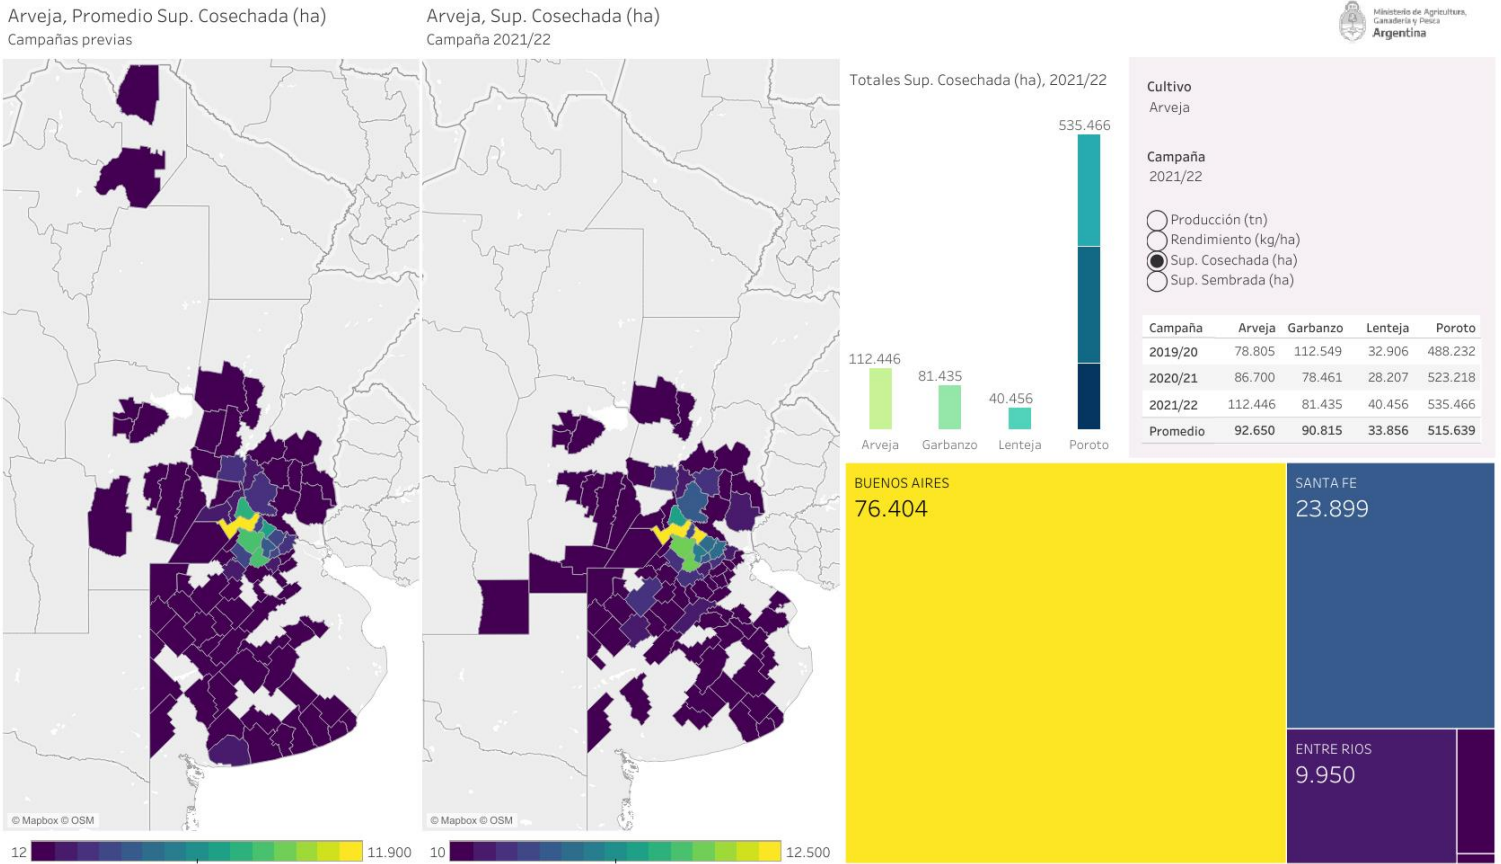 Arveja, Promedio Sup. Cosechada (ha)
Campañas previas
Arveja, Sup. Cosechada (ha)
Campaña 2021/22
Ministerio de Agricultura,
Ganadería y Pesca
Argentina
Totales Sup. Cosechada (ha), 2021/22
535.466
112.446
81.435
40.456
Arveja Garbanzo Lenteja Poroto
Cultivo
Arveja
Campaña
2021/22
Producción (tn)
Rendimiento (kg/ha)
Sup. Cosechada (ha)
Sup. Sembrada (ha)
Campaña Arveja Garbanzo Lenteja Poroto
2019/20 78.805 112.549 32.906 488.232
2020/21 86.700 78.461 28.207 523.218
2021/22 112.446 81.435 40.456 535.466
Promedio 92.650 90.815 33.856 515.639
BUENOS AIRES
76.404
SANTA FE
23.899
ENTRE RIOS
9.950
© Mapbox © OSM
12 11.900
© Mapbox © OSM
10 12.500